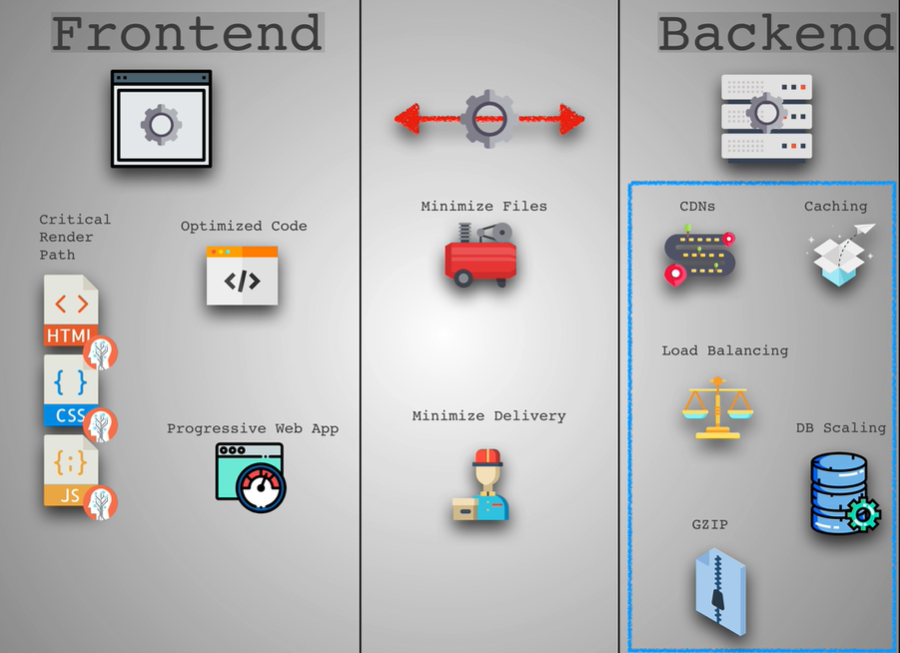 Frontend
Backend
Critical
Render
Path
Optimized Code
</>
< >
HTML
{ }
CSS
{;}
JS
Progressive Web App
Minimize Files
Minimize Delivery
CDNs
Caching
Load Balancing
DB Scaling
GZIP